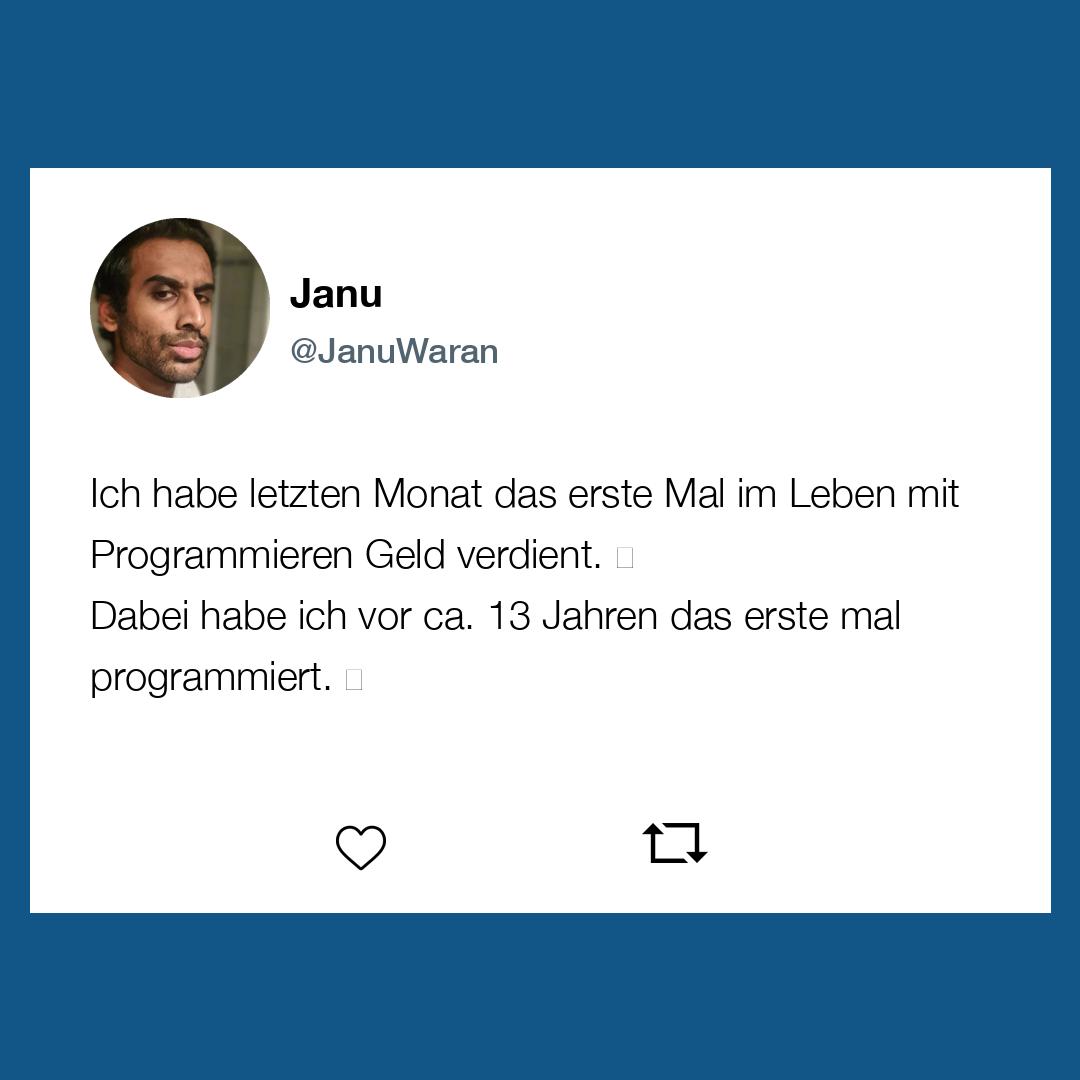 Janu
@JanuWaran
Ich habe letzten Monat das erste Mal im Leben mit
Programmieren Geld verdient. 
Dabei habe ich vor ca. 13 Jahren das erste mal
programmiert.